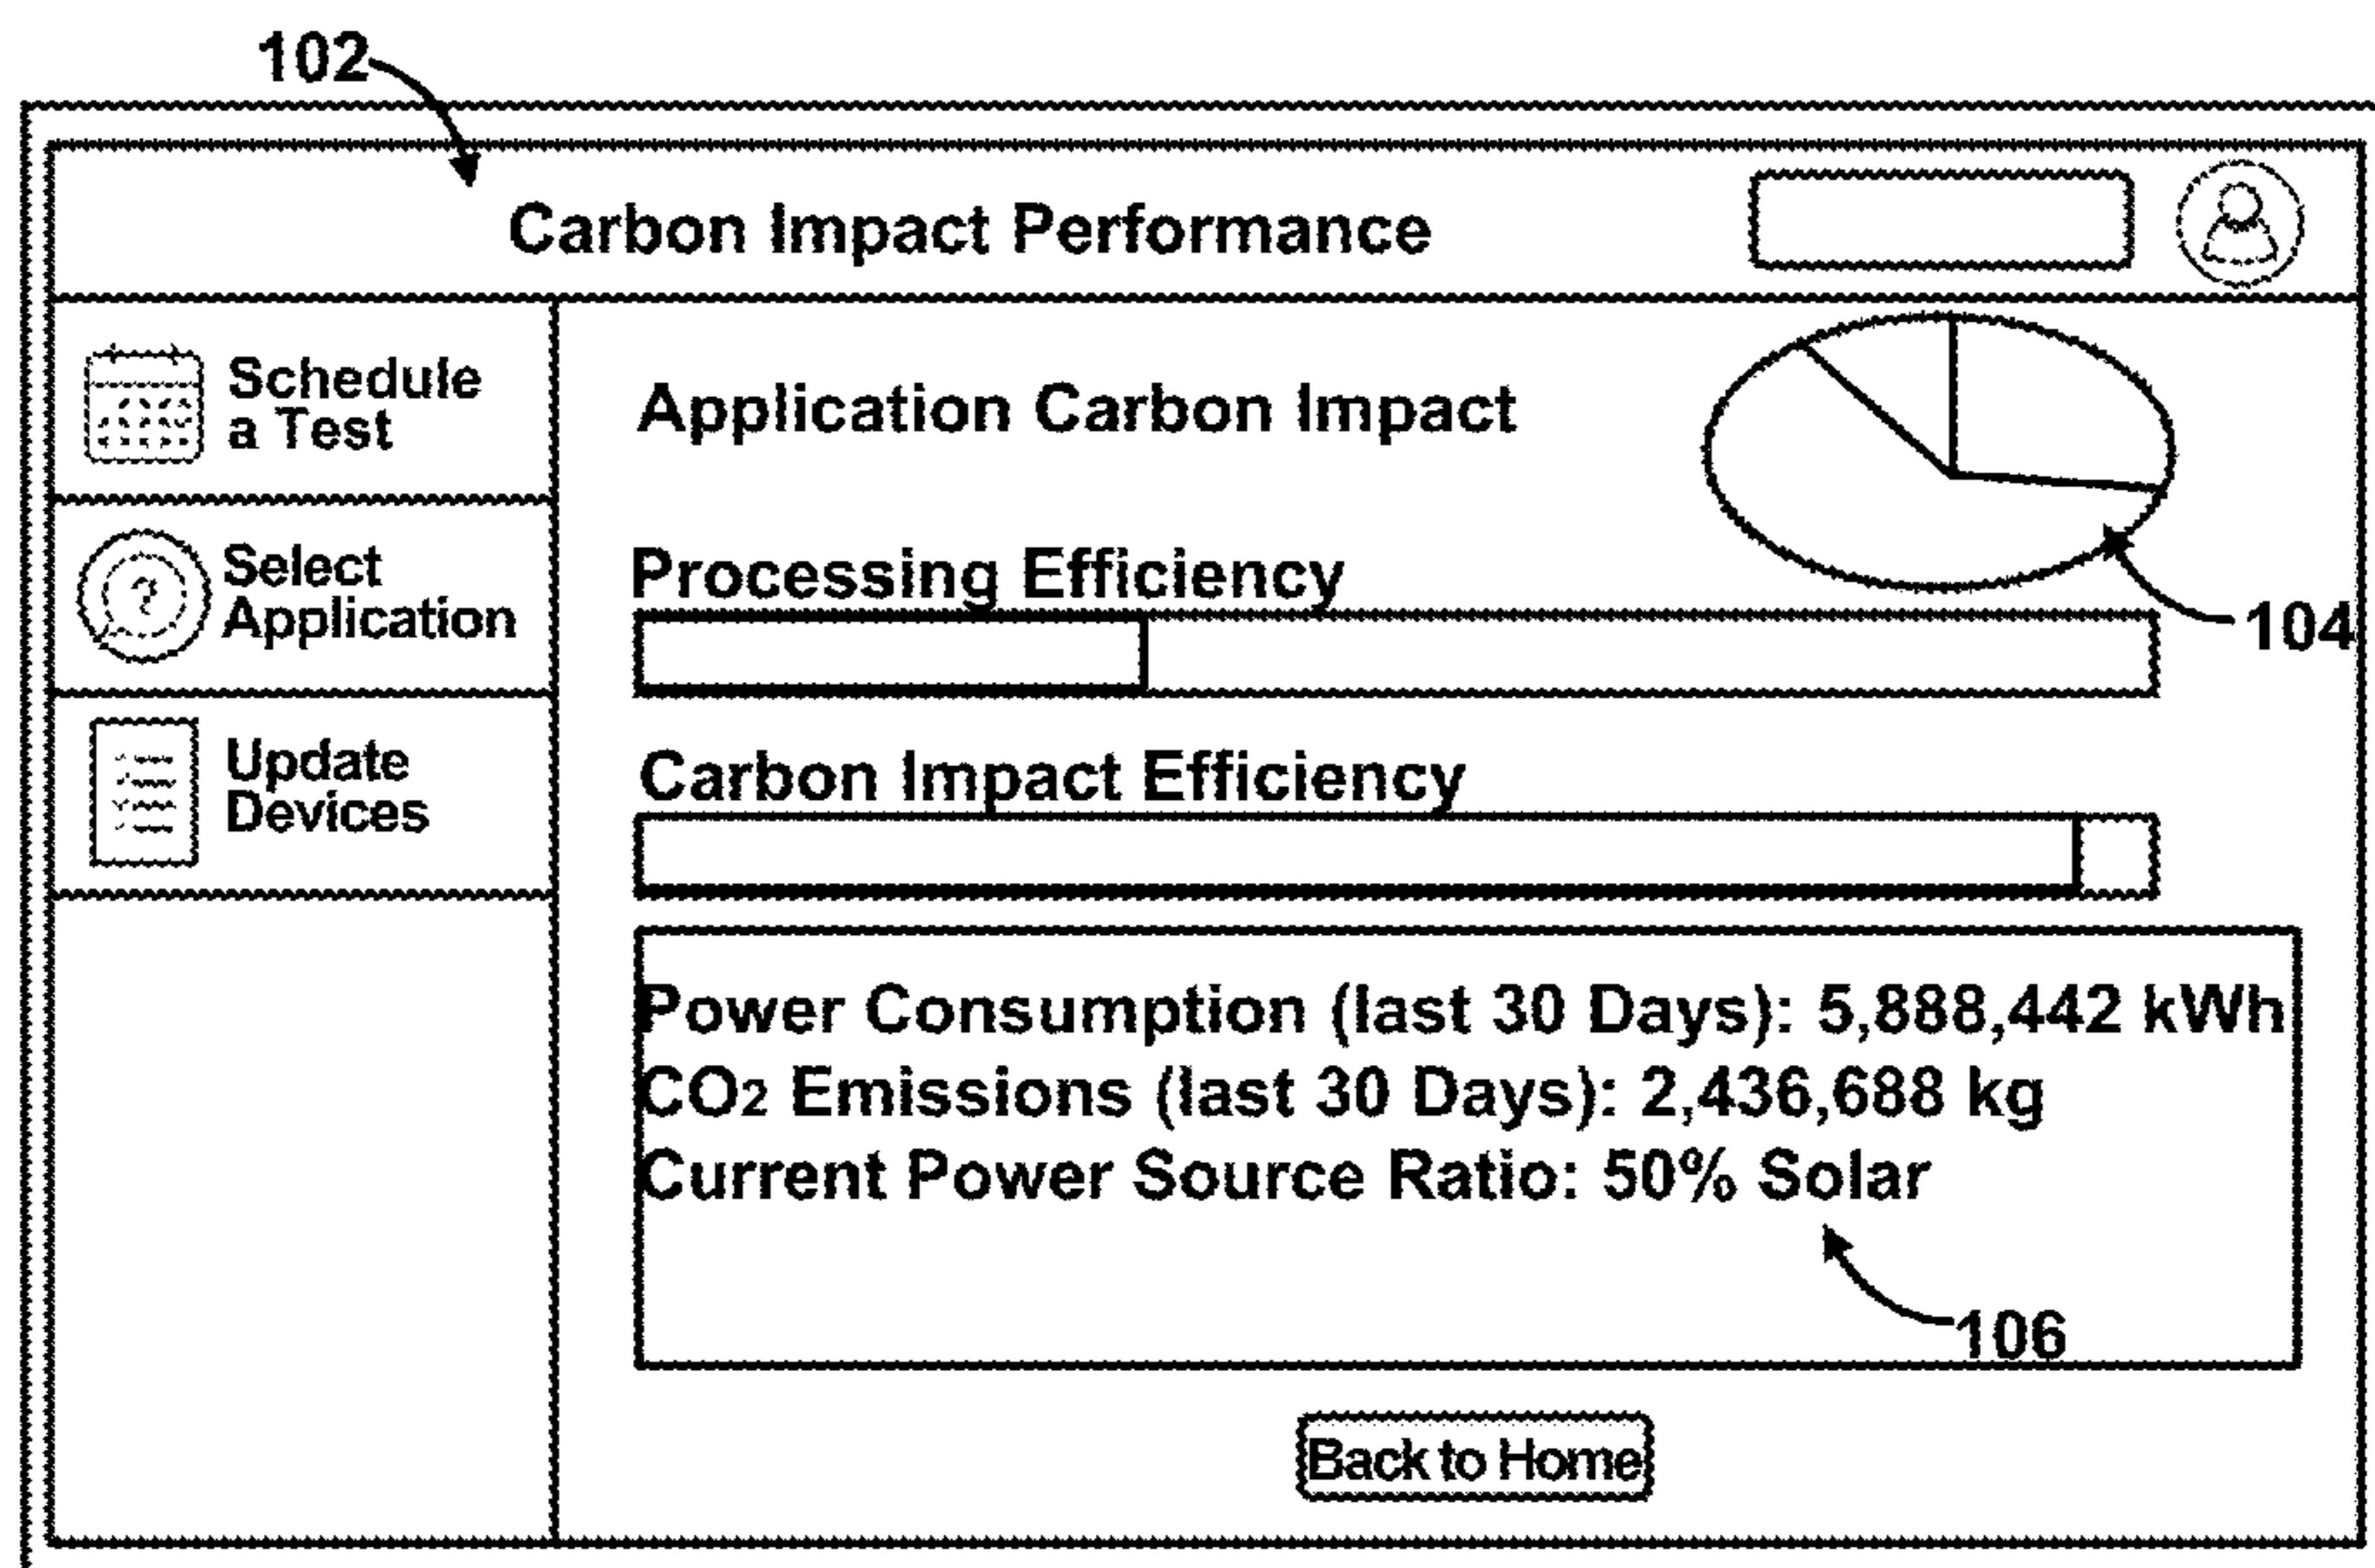 102
Carbon Impact Performance
Schedule
a Test
Select
Application
Update
Devices
Application Carbon Impact
104
Processing Efficiency
Carbon Impact Efficiency
Power Consumption (last 30 Days): 5,888,442 kWh
CO2 Emissions (last 30 Days): 2,436,688 kg
Current Power Source Ratio: 50% Solar
106
Back to Home